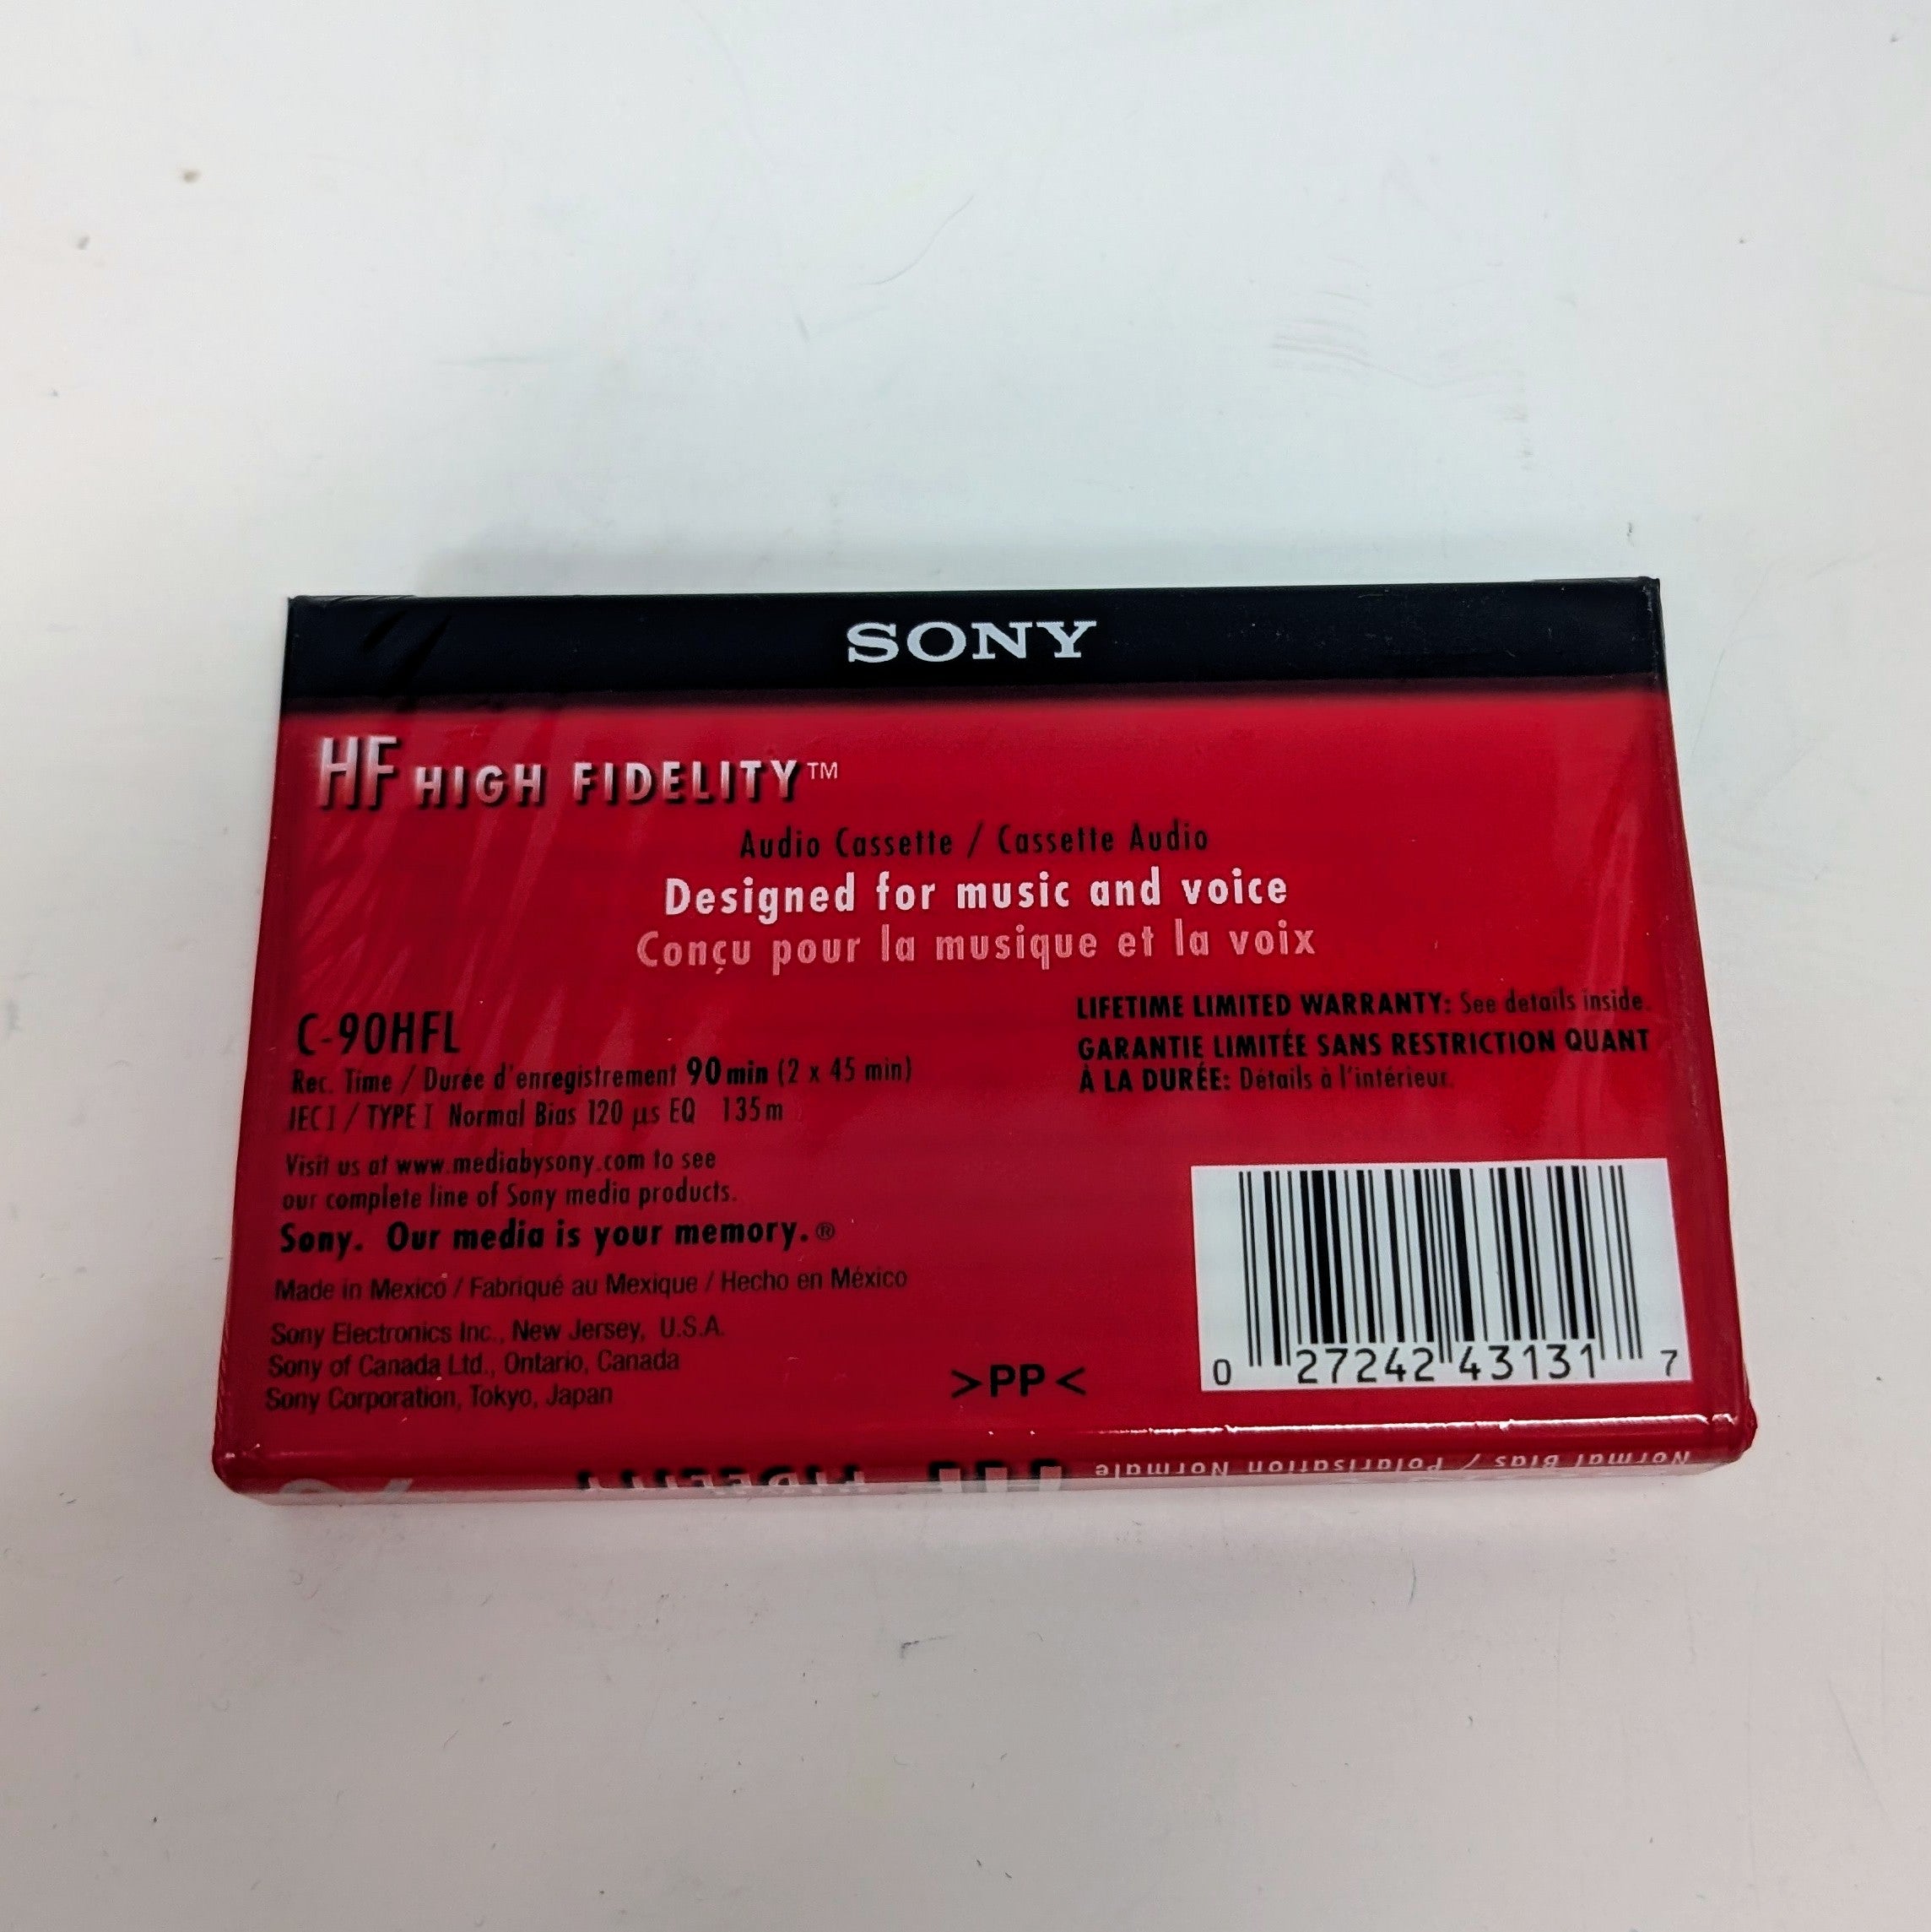 SONY
HF HIGH FIDELITY™
Audio Cassette / Cassette Audio
Designed for music and voice
Conçu pour la musique et la voix
C-90HFL
Rec. Time / Durée d'enregistrement 90 min (2 x 45 min)
IEC I / TYPE I Normal Bias 120 µs EQ 135 m
Visit us at www.mediabysony.com to see
our complete line of Sony media products.
Sony. Our media is your memory.®
Made in Mexico / Fabriqué au Mexique / Hecho en México
Sony Electronics Inc., New Jersey, U.S.A.
Sony of Canada Ltd., Ontario, Canada
Sony Corporation, Tokyo, Japan
LIFETIME LIMITED WARRANTY: See details inside.
GARANTIE LIMITÉE SANS RESTRICTION QUANT
À LA DURÉE: Détails à l'intérieur.
>PP<
0 27242 43131 7
Normal Bias / Polarisation Normale